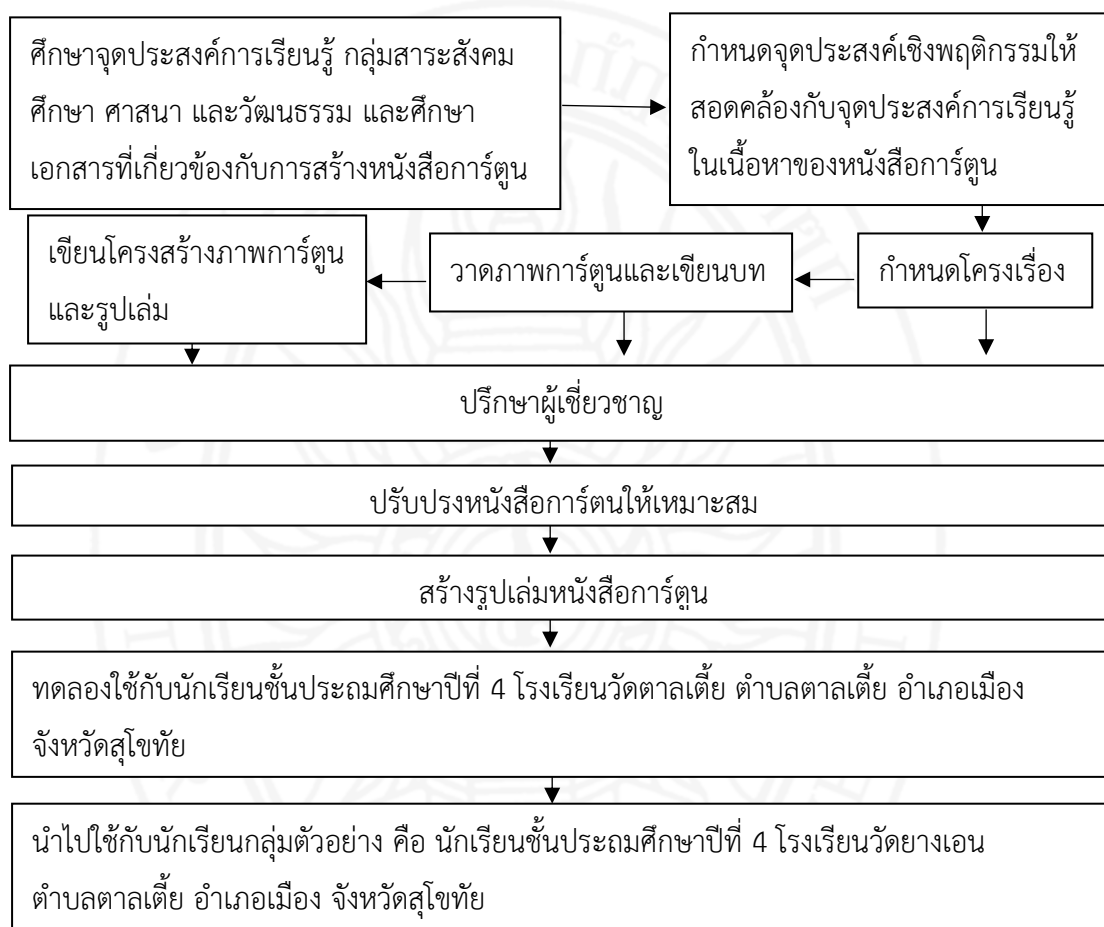 ศึกษาจุดประสงค์การเรียนรู้ กลุ่มสาระสังคม
ศึกษา ศาสนา และวัฒนธรรม และศึกษา
เอกสารที่เกี่ยวข้องกับการสร้างหนังสือการ์ตูน
กำหนดจุดประสงค์เชิงพฤติกรรมให้
สอดคล้องกับจุดประสงค์การเรียนรู้
ในเนื้อหาของหนังสือการ์ตูน
กำหนดโครงเรื่อง
วาดภาพการ์ตูนและเขียนบท
เขียนโครงสร้างภาพการ์ตูน
และรูปเล่ม
ปรึกษาผู้เชี่ยวชาญ
ปรับปรงหนังสือการ์ตนให้เหมาะสม
สร้างรูปเล่มหนังสือการ์ตูน
ทดลองใช้กับนักเรียนชั้นประถมศึกษาปีที่ 4 โรงเรียนวัดตาลเตี้ย ตำบลตาลเตี้ย อำเภอเมือง
จังหวัดสุโขทัย
นำไปใช้กับนักเรียนกลุ่มตัวอย่าง คือ นักเรียนชั้นประถมศึกษาปีที่ 4 โรงเรียนวัดยางเอน
ตำบลตาลเตี้ย อำเภอเมือง จังหวัดสุโขทัย